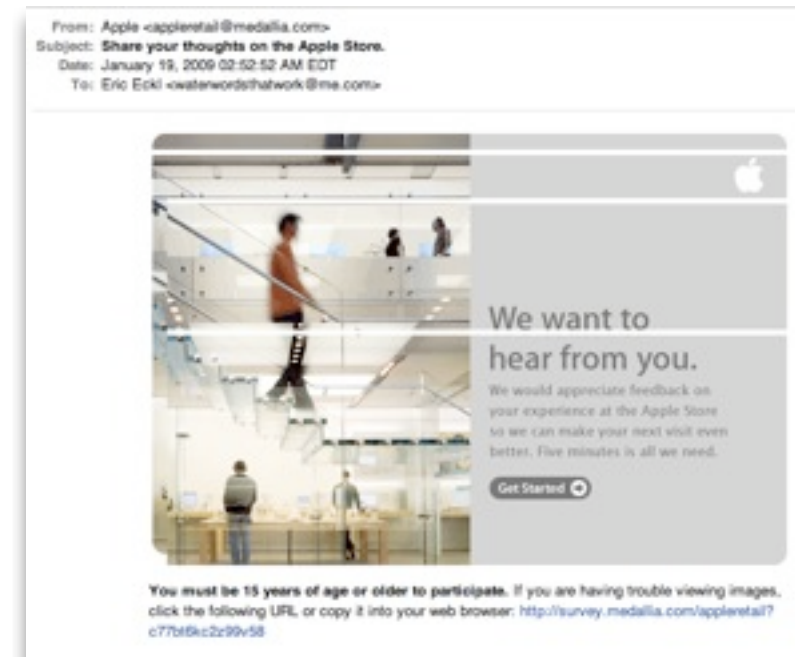 From: Apple <appleretail@medallia.com>
Subject: Share your thoughts on the Apple Store.
Date: January 19, 2009 02:52:52 AM EDT
To: Eric Eckl <waterwordsthatwork@me.com>
We want to
hear from you.
We would appreciate feedback on
your experience at the Apple Store
so we can make your next visit even
better. Five minutes is all we need.
Get Started
You must be 15 years of age or older to participate. If you are having trouble viewing images,
click the following URL or copy it into your web browser: http://survey.medallia.com/appleretail?
c77bt6kc2z99v58